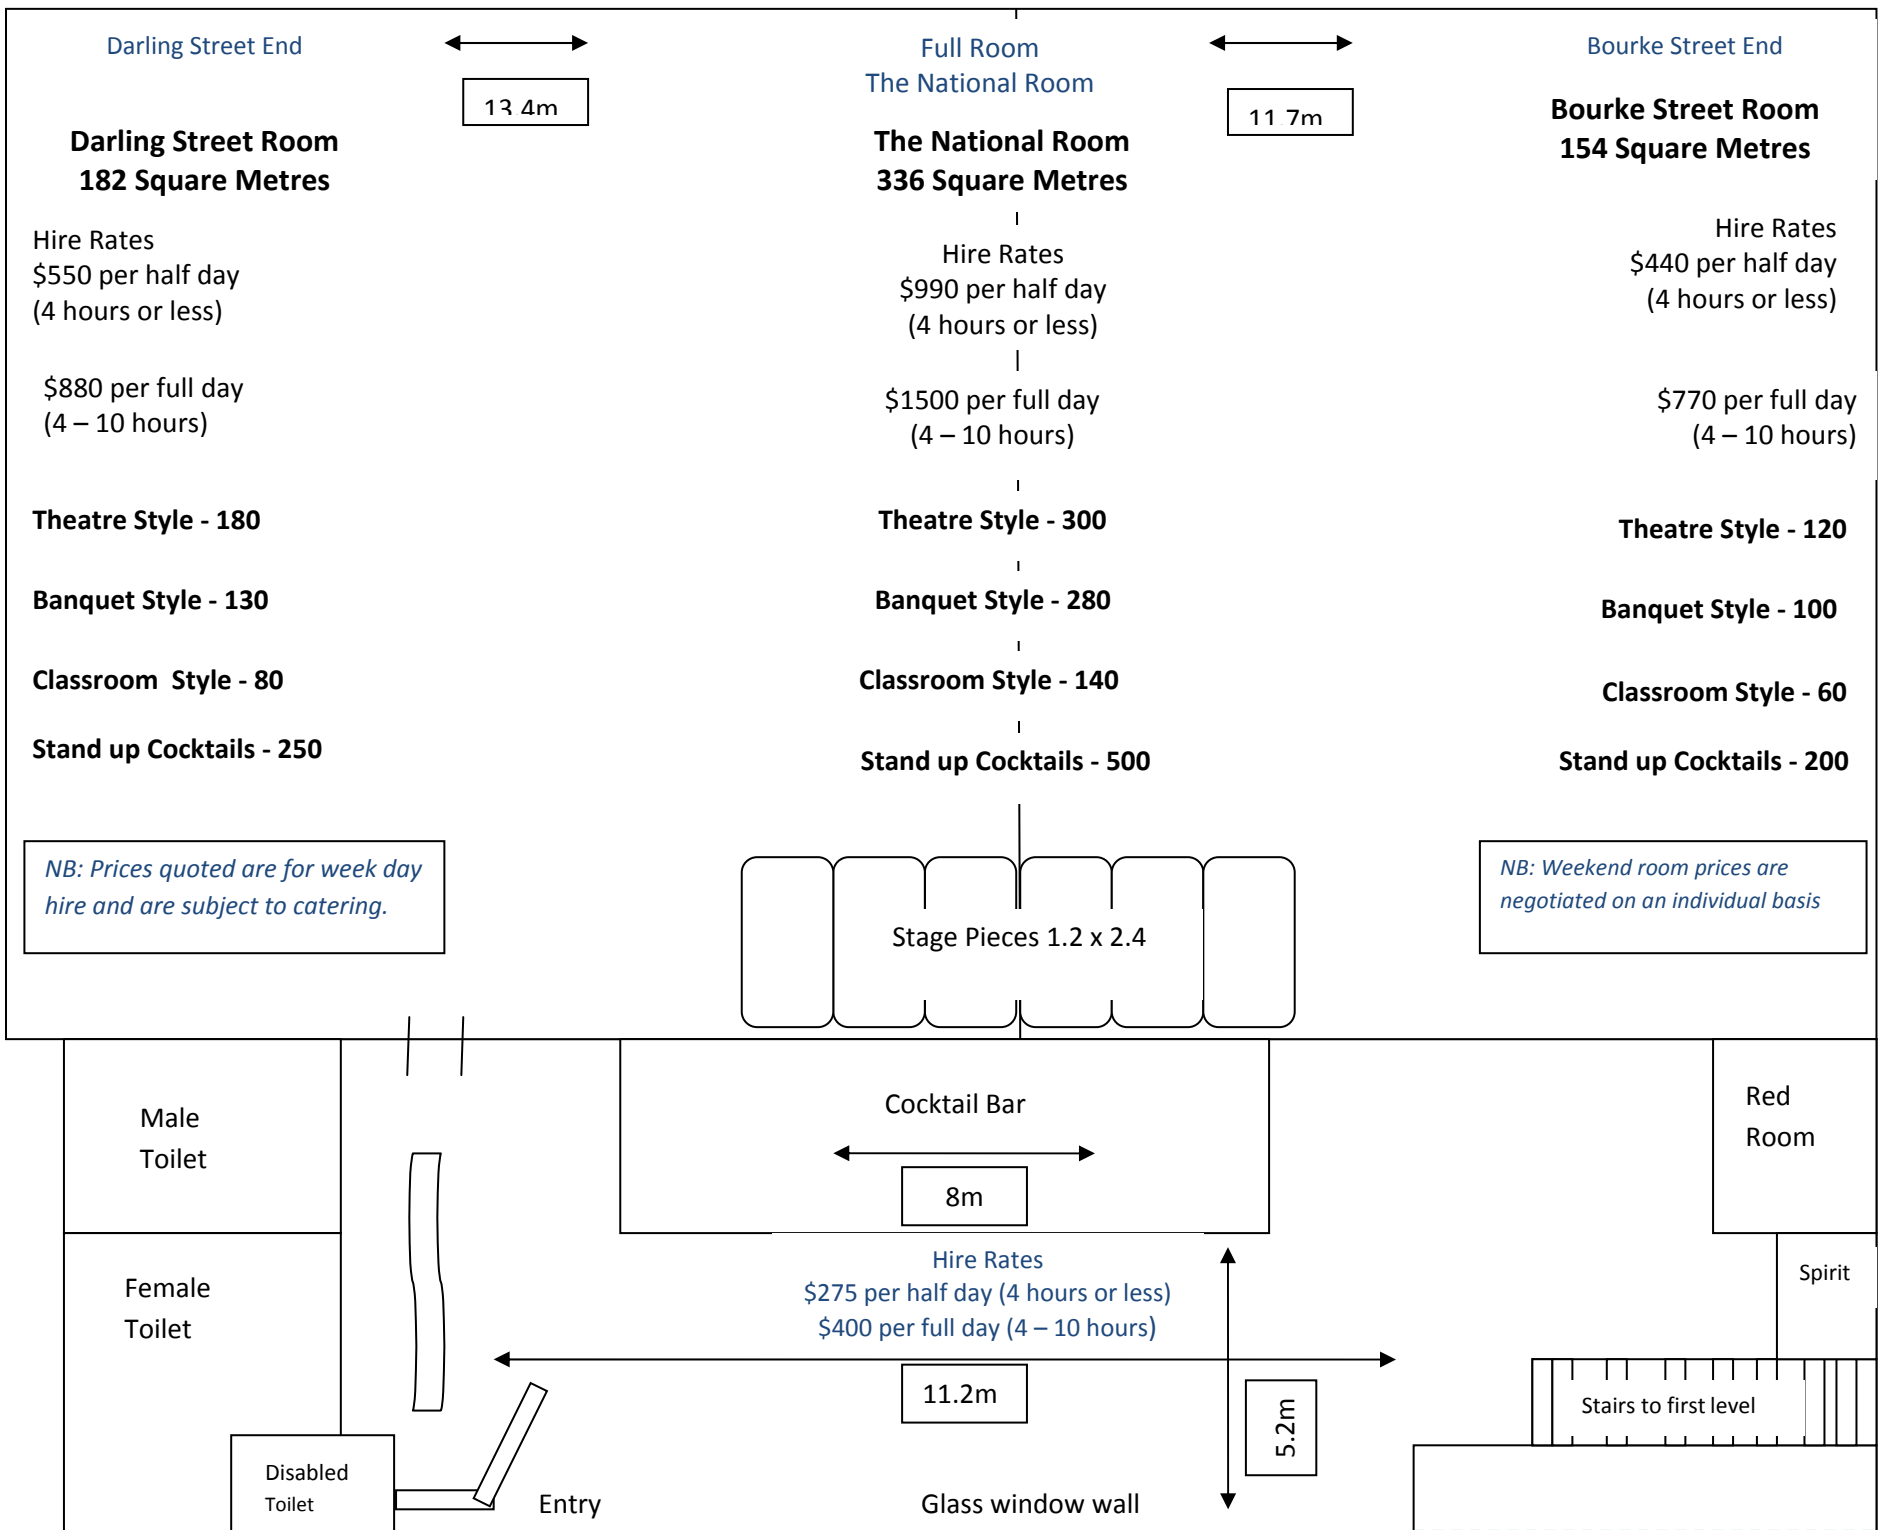 Darling Street End
13.4m
Darling Street Room
182 Square Metres
Hire Rates
$550 per half day
(4 hours or less)
$880 per full day
(4 – 10 hours)
Theatre Style - 180
Banquet Style - 130
Classroom  Style - 80
Stand up Cocktails - 250
NB: Prices quoted are for week day
hire and are subject to catering.
Full Room
The National Room
The National Room
336 Square Metres
Hire Rates
$990 per half day
(4 hours or less)
$1500 per full day
(4 – 10 hours)
Theatre Style - 300
Banquet Style - 280
Classroom Style - 140
Stand up Cocktails - 500
Stage Pieces 1.2 x 2.4
11.7m
Bourke Street End
Bourke Street Room
154 Square Metres
Hire Rates
$440 per half day
(4 hours or less)
$770 per full day
(4 – 10 hours)
Theatre Style - 120
Banquet Style - 100
Classroom Style - 60
Stand up Cocktails - 200
NB: Weekend room prices are
negotiated on an individual basis
Male
Toilet
Female
Toilet
Disabled
Toilet
Entry
Cocktail Bar
8m
Hire Rates
$275 per half day (4 hours or less)
$400 per full day (4 – 10 hours)
11.2m
5.2m
Glass window wall
Red
Room
Spirit
Stairs to first level